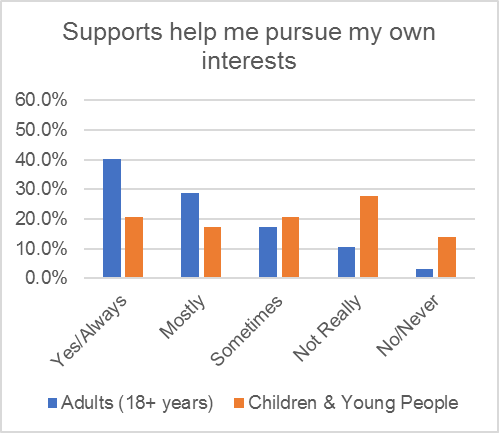 Supports help me pursue my own
interests
60.0%
50.0%
40.0%
30.0%
20.0%
10.0%
0.0%
Yes/Always
Mostly
Sometimes
Not Really
No/Never
Adults (18+ years) Children & Young People